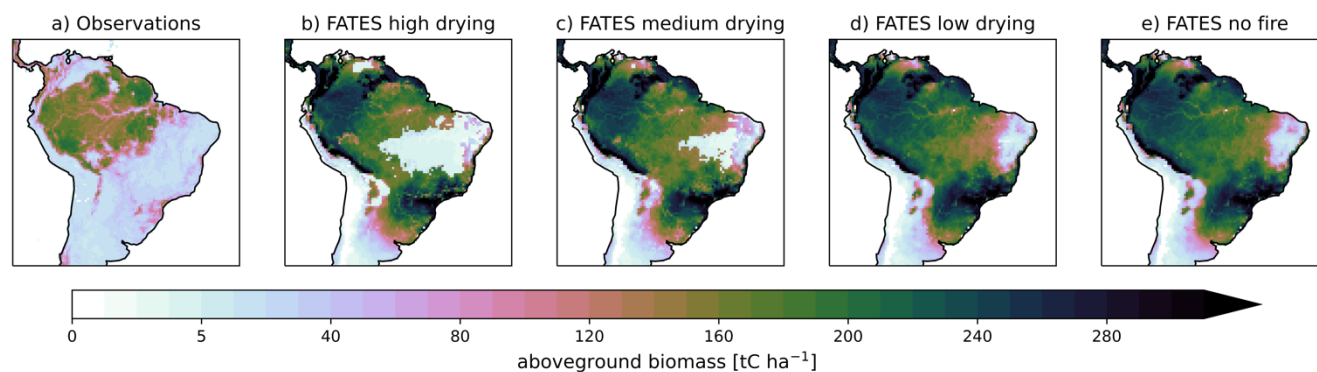 a) Observations
b) FATES high drying
c) FATES medium drying
d) FATES low drying
e) FATES no fire
0 5 40 80 120 160 200 240 280
aboveground biomass [tC ha⁻¹]